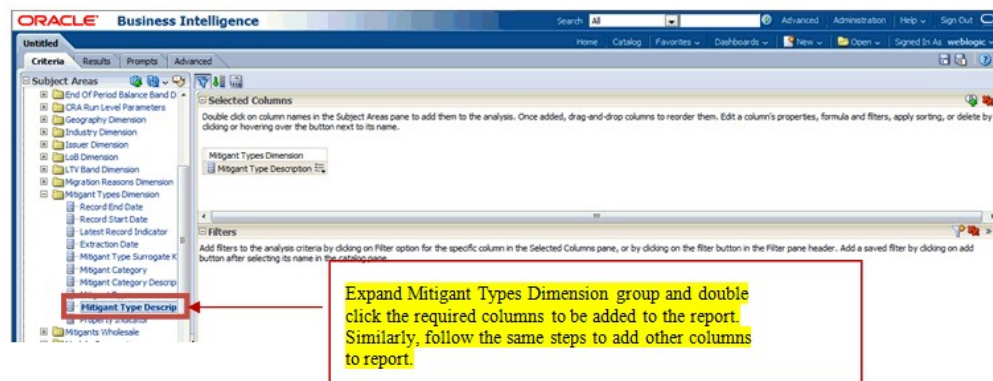 ORACLE Business Intelligence
Search All Advanced Administration Help Sign Out
Untitled
Home Catalog Favorites Dashboards New Open Signed In As weblogic
Criteria Results Prompts Advanced
Subject Areas
End Of Period Balance Band D
CRA Run Level Parameters
Geography Dimension
Industry Dimension
Issuer Dimension
LoB Dimension
LTV Band Dimension
Migration Reasons Dimension
Mitigant Types Dimension
Record End Date
Record Start Date
Latest Record Indicator
Extraction Date
Mitigant Type Surrogate K
Mitigant Category
Mitigant Category Descrip
Mitigant Type Descrip
Property Indicator
Mitigants Wholesale
Selected Columns
Double click on column names in the Subject Areas pane to add them to the analysis. Once added, drag-and-drop columns to reorder them. Edit a column's properties, formula and filters, apply sorting, or delete by
clicking or hovering over the button next to its name.
Mitigant Types Dimension
Mitigant Type Description
Filters
Add filters to the analysis criteria by clicking on Filter option for the specific column in the Selected Columns pane, or by clicking on the filter button in the Filter pane header. Add a saved filter by clicking on add
button after selecting its name in the catalog pane.
Expand Mitigant Types Dimension group and double
click the required columns to be added to the report.
Similarly, follow the same steps to add other columns
to report.